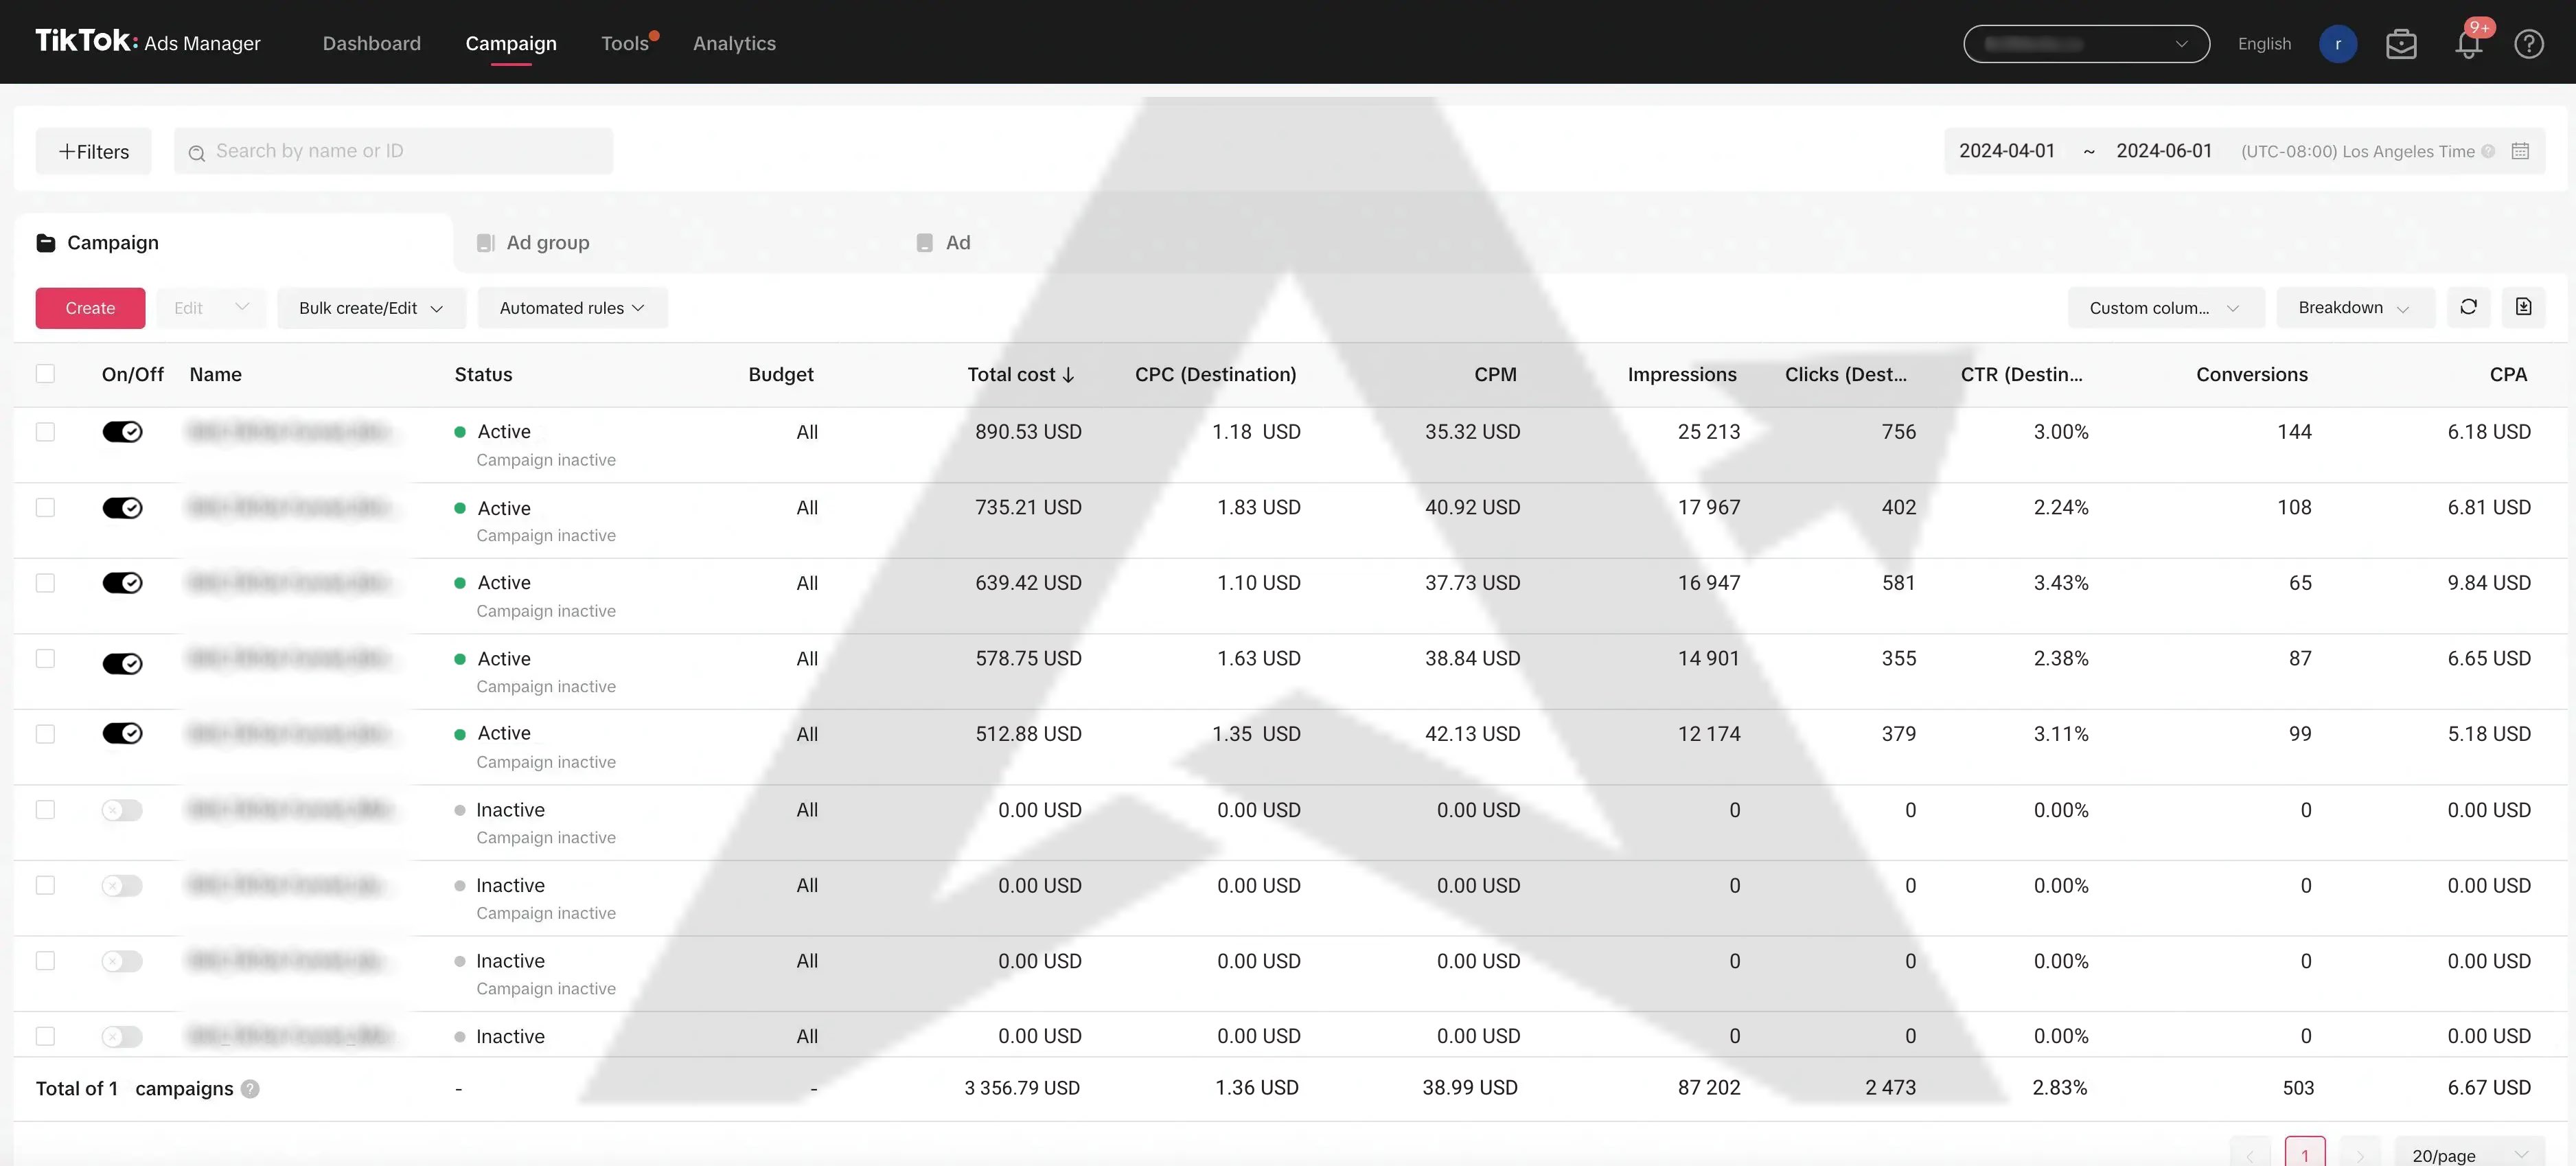 TikTok: Ads Manager Dashboard Campaign Tools Analytics English r 9+
+Filters Search by name or ID 2024-04-01 ~ 2024-06-01 (UTC-08:00) Los Angeles Time
Campaign Ad group Ad
Create Edit Bulk create/Edit Automated rules Custom colum... Breakdown
On/Off Name Status Budget Total cost ↓ CPC (Destination) CPM Impressions Clicks (Dest... CTR (Destin... Conversions CPA
Active All 890.53 USD 1.18 USD 35.32 USD 25 213 756 3.00% 144 6.18 USD
Campaign inactive
Active All 735.21 USD 1.83 USD 40.92 USD 17 967 402 2.24% 108 6.81 USD
Campaign inactive
Active All 639.42 USD 1.10 USD 37.73 USD 16 947 581 3.43% 65 9.84 USD
Campaign inactive
Active All 578.75 USD 1.63 USD 38.84 USD 14 901 355 2.38% 87 6.65 USD
Campaign inactive
Active All 512.88 USD 1.35 USD 42.13 USD 12 174 379 3.11% 99 5.18 USD
Campaign inactive
Inactive All 0.00 USD 0.00 USD 0.00 USD 0 0 0.00% 0 0.00 USD
Campaign inactive
Inactive All 0.00 USD 0.00 USD 0.00 USD 0 0 0.00% 0 0.00 USD
Campaign inactive
Inactive All 0.00 USD 0.00 USD 0.00 USD 0 0 0.00% 0 0.00 USD
Campaign inactive
Inactive All 0.00 USD 0.00 USD 0.00 USD 0 0 0.00% 0 0.00 USD
Total of 1 campaigns ? - - 3 356.79 USD 1.36 USD 38.99 USD 87 202 2 473 2.83% 503 6.67 USD
1 20/page